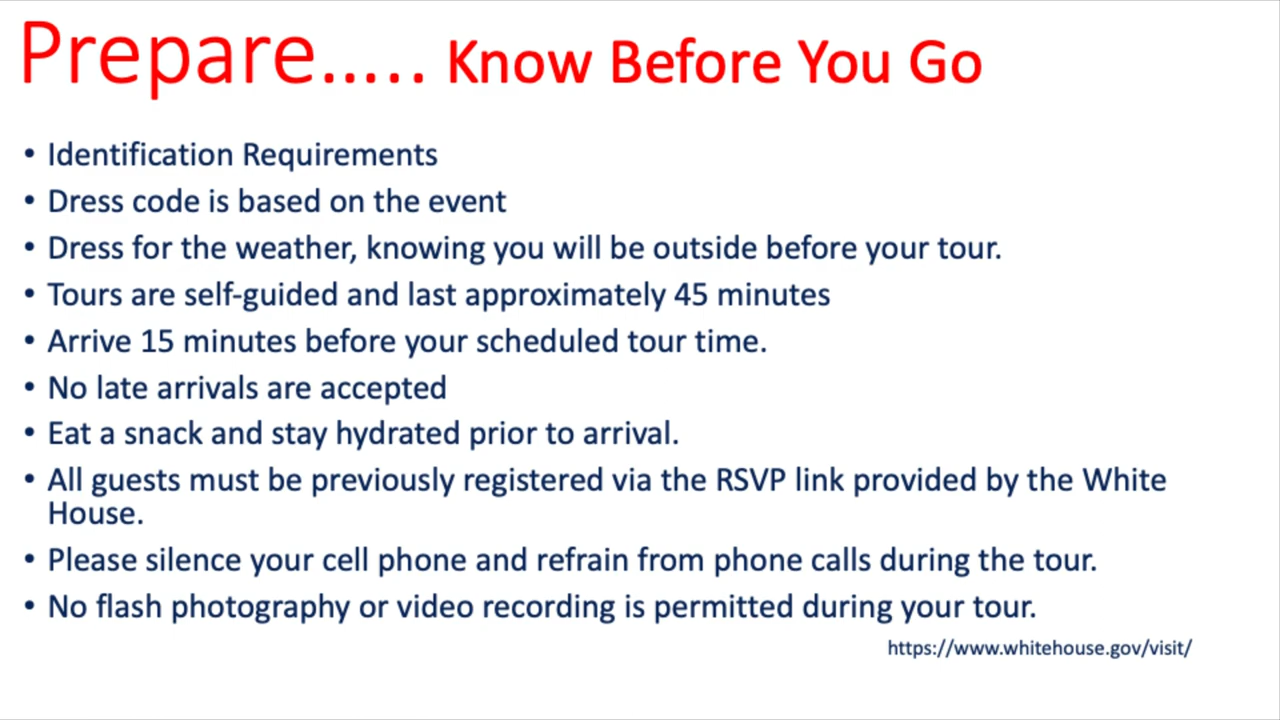 Prepare..... Know Before You Go
• Identification Requirements
• Dress code is based on the event
• Dress for the weather, knowing you will be outside before your tour.
• Tours are self-guided and last approximately 45 minutes
• Arrive 15 minutes before your scheduled tour time.
• No late arrivals are accepted
• Eat a snack and stay hydrated prior to arrival.
• All guests must be previously registered via the RSVP link provided by the White
House.
• Please silence your cell phone and refrain from phone calls during the tour.
• No flash photography or video recording is permitted during your tour.
https://www.whitehouse.gov/visit/